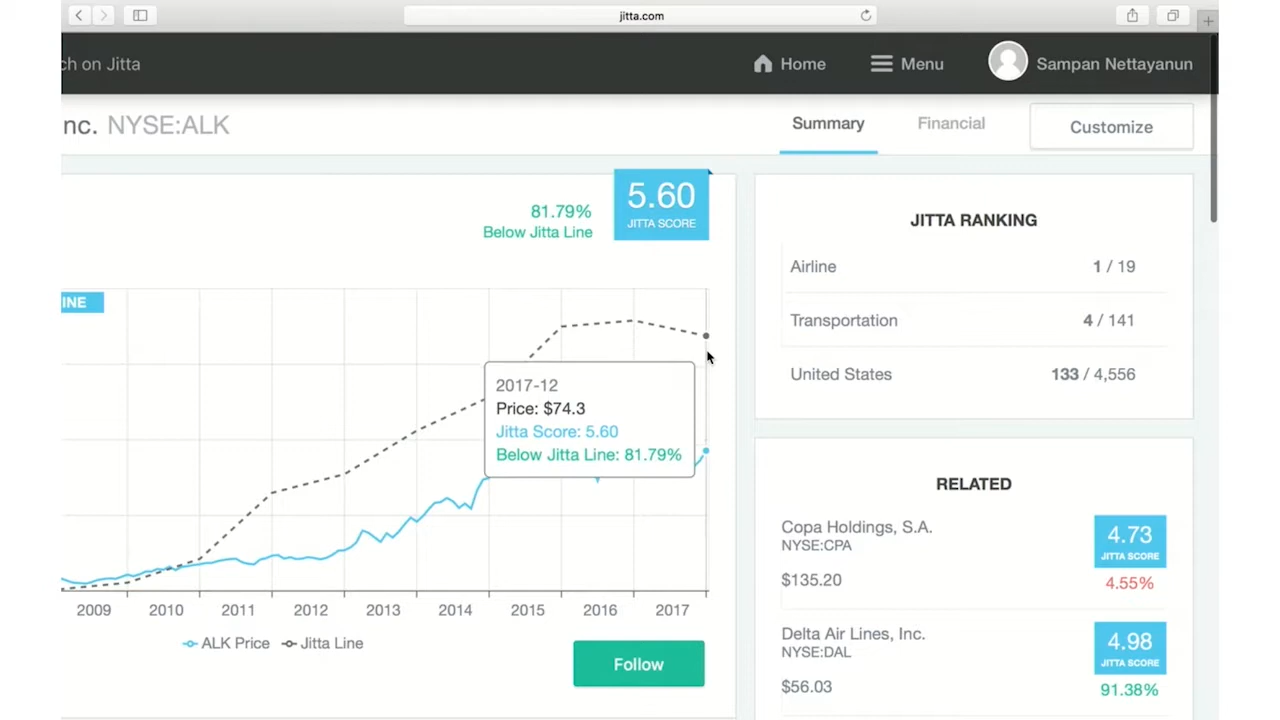 jitta.com
ch on Jitta
Home
Menu
Sampan Nettayanun
nc. NYSE:ALK
Summary
Financial
Customize
81.79%
Below Jitta Line
5.60
JITTA SCORE
INE
2017-12
Price: $74.3
Jitta Score: 5.60
Below Jitta Line: 81.79%
2009 2010 2011 2012 2013 2014 2015 2016 2017
ALK Price Jitta Line
Follow
JITTA RANKING
Airline 1 / 19
Transportation 4 / 141
United States 133 / 4,556
RELATED
Copa Holdings, S.A.
NYSE:CPA
$135.20
4.73
JITTA SCORE
4.55%
Delta Air Lines, Inc.
NYSE:DAL
$56.03
4.98
JITTA SCORE
91.38%